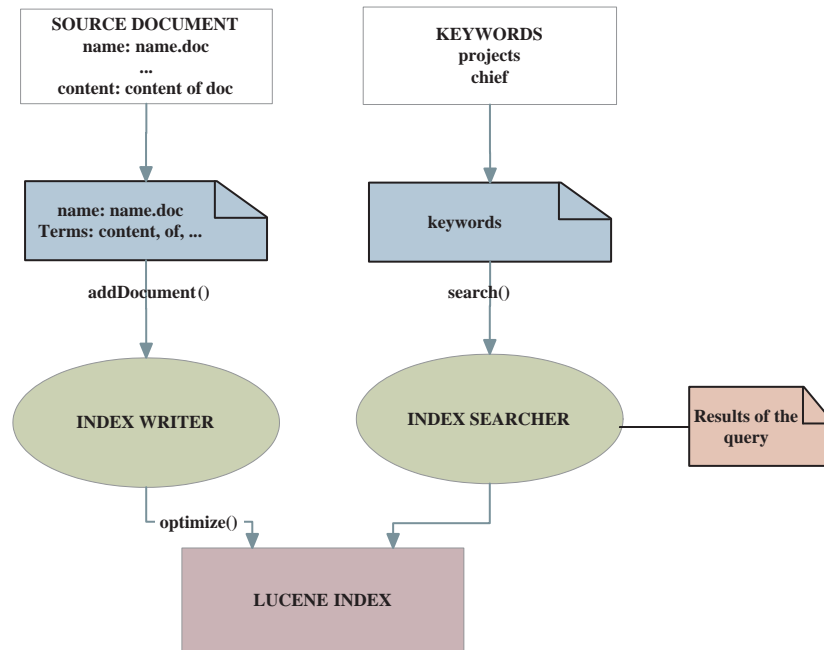 SOURCE DOCUMENT
name: name.doc
...
content: content of doc
KEYWORDS
projects
chief
name: name.doc
Terms: content, of, ...
keywords
addDocument()
search()
INDEX WRITER
INDEX SEARCHER
Results of the
query
optimize()
LUCENE INDEX